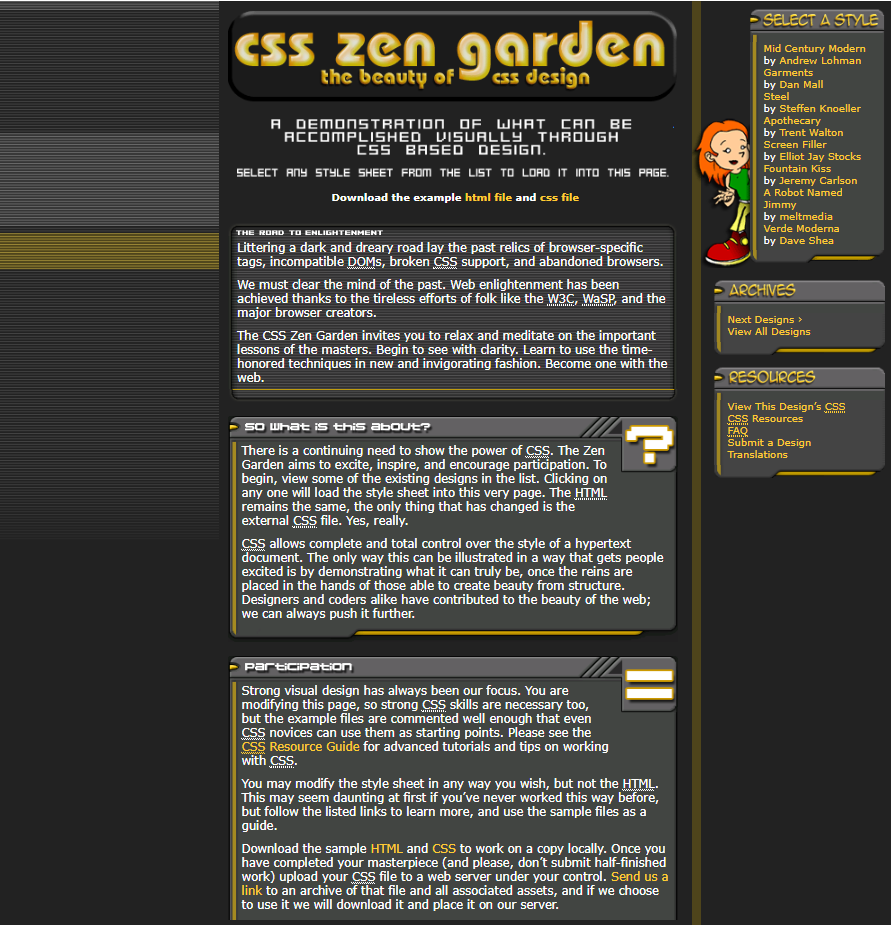 css zen garden
the beauty of css design
A DEMONSTRATION OF WHAT CAN BE
ACCOMPLISHED VISUALLY THROUGH
CSS BASED DESIGN.
SELECT ANY STYLE SHEET FROM THE LIST TO LOAD IT INTO THIS PAGE.
Download the example html file and css file
THE ROAD TO ENLIGHTENMENT
Littering a dark and dreary road lay the past relics of browser-specific
tags, incompatible DOMs, broken CSS support, and abandoned browsers.
We must clear the mind of the past. Web enlightenment has been
achieved thanks to the tireless efforts of folk like the W3C, WaSP, and the
major browser creators.
The CSS Zen Garden invites you to relax and meditate on the important
lessons of the masters. Begin to see with clarity. Learn to use the time-
honored techniques in new and invigorating fashion. Become one with the
web.
SO WHAT IS THIS ABOUT?
?
There is a continuing need to show the power of CSS. The Zen
Garden aims to excite, inspire, and encourage participation. To
begin, view some of the existing designs in the list. Clicking on
any one will load the style sheet into this very page. The HTML
remains the same, the only thing that has changed is the
external CSS file. Yes, really.
CSS allows complete and total control over the style of a hypertext
document. The only way this can be illustrated in a way that gets people
excited is by demonstrating what it can truly be, once the reins are
placed in the hands of those able to create beauty from structure.
Designers and coders alike have contributed to the beauty of the web;
we can always push it further.
PARTICIPATION
=
Strong visual design has always been our focus. You are
modifying this page, so strong CSS skills are necessary too,
but the example files are commented well enough that even
CSS novices can use them as starting points. Please see the
CSS Resource Guide for advanced tutorials and tips on working
with CSS.
You may modify the style sheet in any way you wish, but not the HTML.
This may seem daunting at first if you've never worked this way before,
but follow the listed links to learn more, and use the sample files as a
guide.
Download the sample HTML and CSS to work on a copy locally. Once you
have completed your masterpiece (and please, don't submit half-finished
work) upload your CSS file to a web server under your control. Send us a
link to an archive of that file and all associated assets, and if we choose
to use it we will download it and place it on our server.
SELECT A STYLE
Mid Century Modern
by Andrew Lohman
Garments
by Dan Mall
Steel
by Steffen Knoeller
Apothecary
by Trent Walton
Screen Filler
by Elliot Jay Stocks
Fountain Kiss
by Jeremy Carlson
A Robot Named
Jimmy
by meltmedia
Verde Moderna
by Dave Shea
ARCHIVES
Next Designs ›
View All Designs
RESOURCES
View This Design's CSS
CSS Resources
FAQ
Submit a Design
Translations